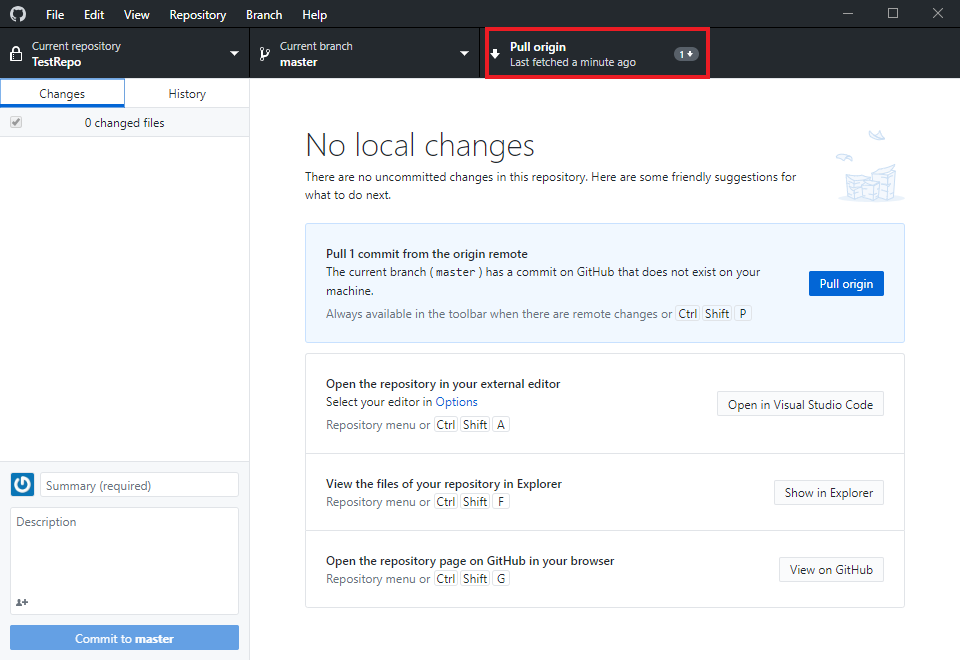 File Edit View Repository Branch Help
Current repository
TestRepo
Current branch
master
Pull origin
Last fetched a minute ago
1
Changes
History
0 changed files
No local changes
There are no uncommitted changes in this repository. Here are some friendly suggestions for
what to do next.
Pull 1 commit from the origin remote
The current branch (master) has a commit on GitHub that does not exist on your
machine.
Always available in the toolbar when there are remote changes or Ctrl Shift P
Pull origin
Open the repository in your external editor
Select your editor in Options
Repository menu or Ctrl Shift A
Open in Visual Studio Code
View the files of your repository in Explorer
Repository menu or Ctrl Shift F
Show in Explorer
Open the repository page on GitHub in your browser
Repository menu or Ctrl Shift G
View on GitHub
Summary (required)
Description
Commit to master